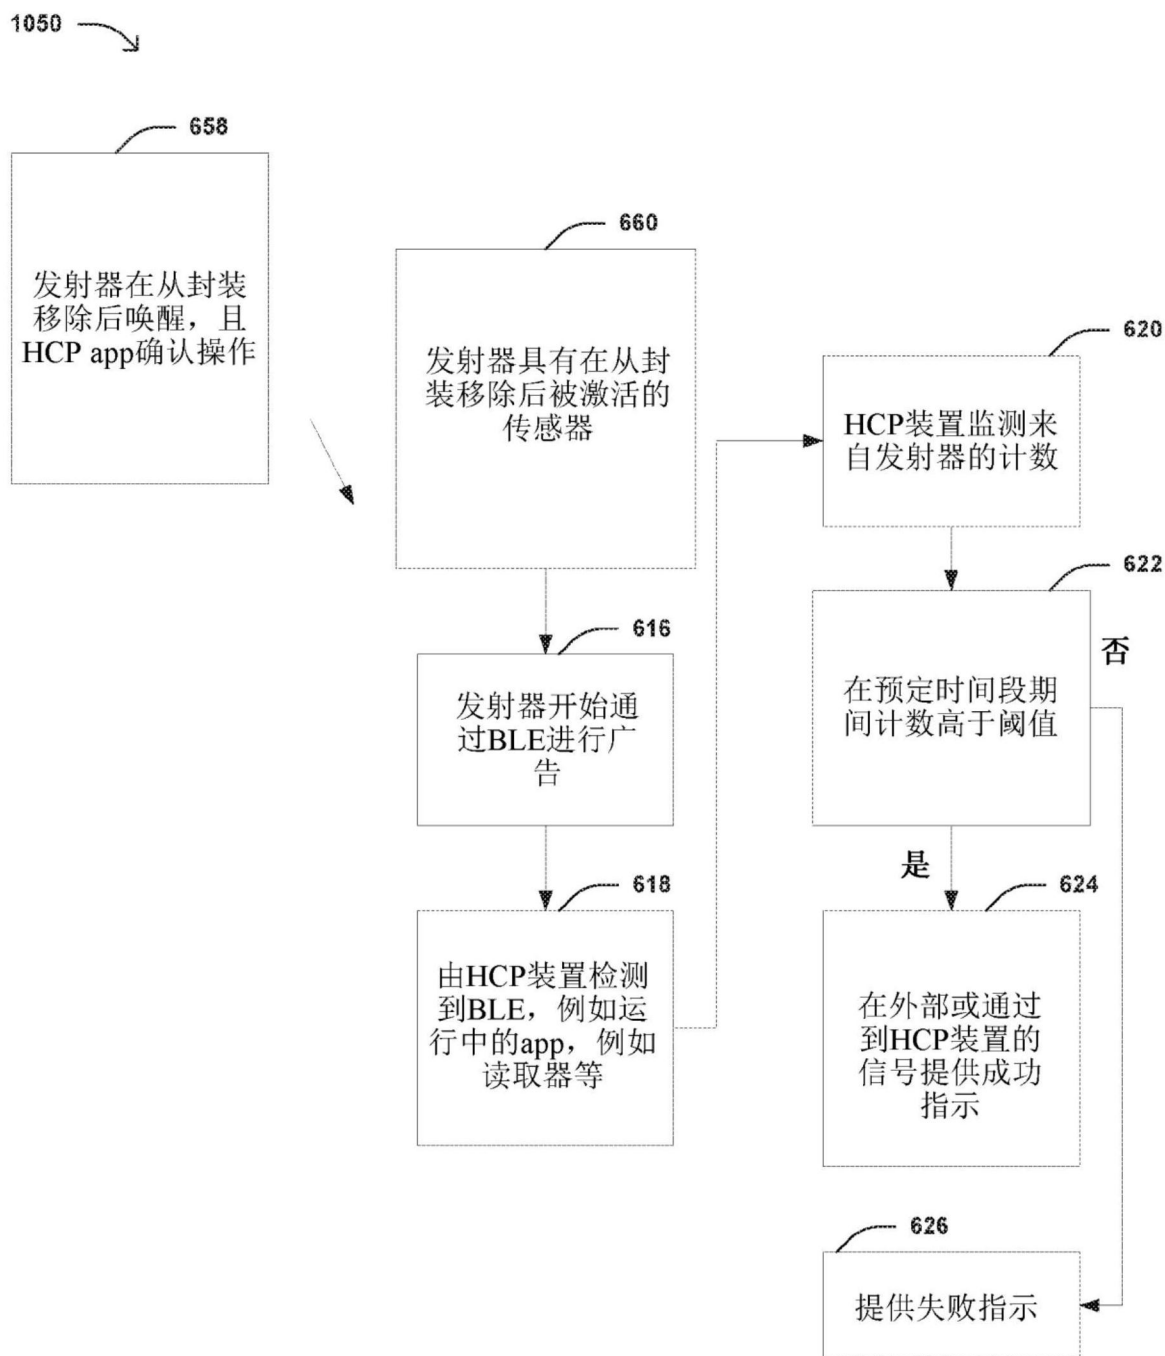 1050
658
发射器在从封装
移除后唤醒，且
HCP app确认操作
660
发射器具有在从封
装移除后被激活的
传感器
616
发射器开始通
过BLE进行广
告
618
由HCP装置检测
到BLE，例如运
行中的app，例如
读取器等
620
HCP装置监测来
自发射器的计数
622
在预定时间段期
间计数高于阈值
否
是
624
在外部或通过
到HCP装置的
信号提供成功
指示
626
提供失败指示